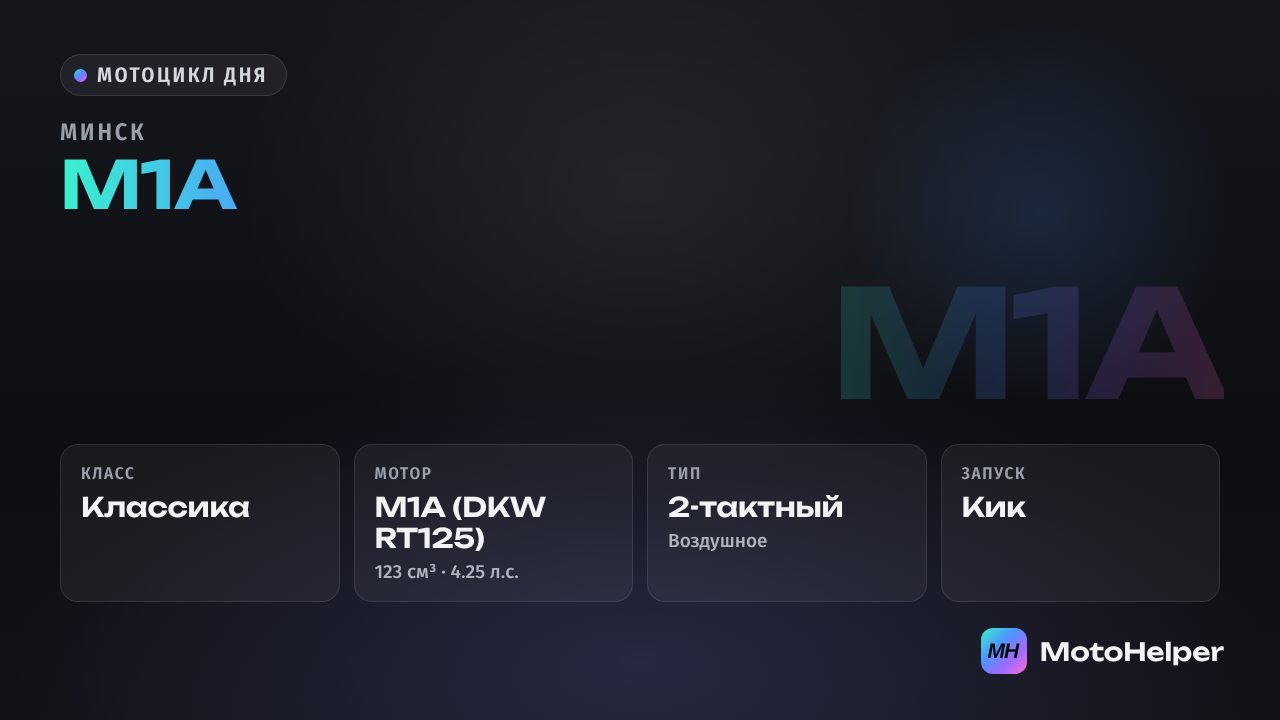 МОТОЦИКЛ ДНЯ
МИНСК
M1A
M1A
КЛАСС
Классика
МОТОР
M1A (DKW
RT125)
123 см³ · 4.25 л.с.
ТИП
2-тактный
Воздушное
ЗАПУСК
Кик
MH MotoHelper